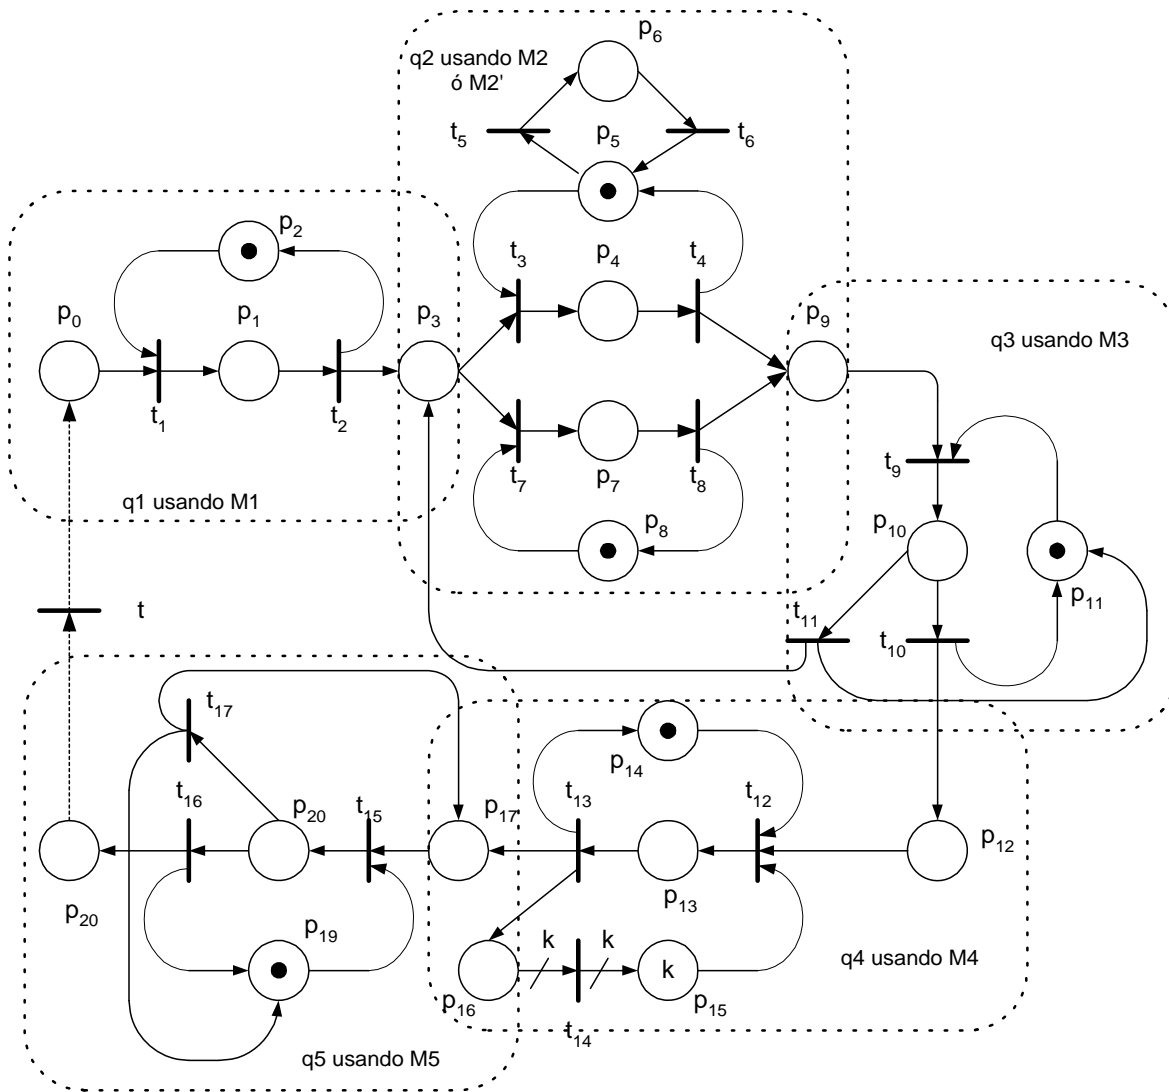 p6
q2 usando M2
ó M2'
t5
p5
t6
p2
t3
p4
t4
p0
p1
p3
p9
q3 usando M3
t1
t2
t9
q1 usando M1
t7
p7
t8
p10
p8
p11
t
t11
t10
t17
p14
t16
p20
t15
p17
t13
t12
p12
p13
p20
p19
k
k
k
q4 usando M4
p16
p15
t14
q5 usando M5